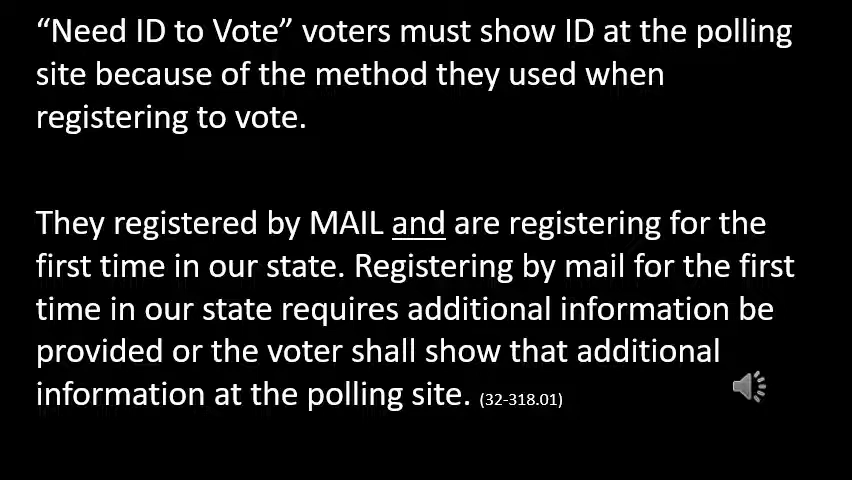 “Need ID to Vote” voters must show ID at the polling
site because of the method they used when
registering to vote.
They registered by MAIL and are registering for the
first time in our state. Registering by mail for the first
time in our state requires additional information be
provided or the voter shall show that additional
information at the polling site. (32-318.01)